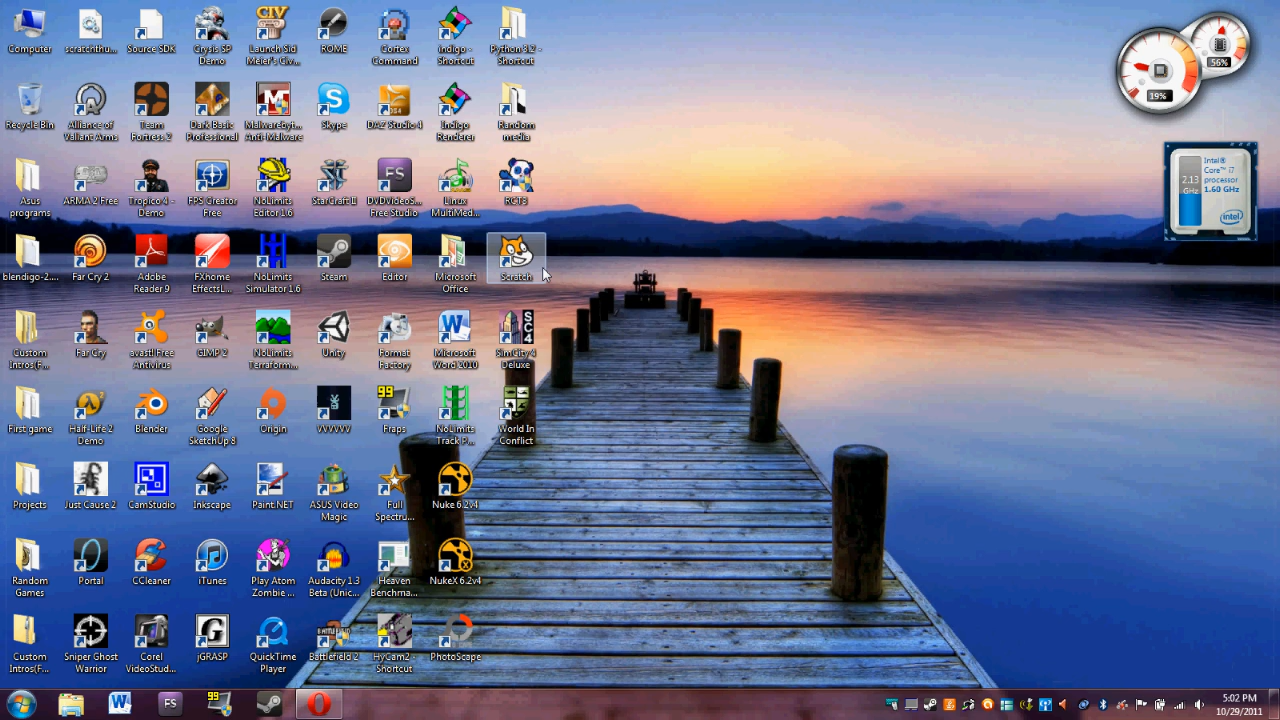 Computer
scratchthu...
Source SDK
Crysis SP
Demo
Launch Sid
Meier's Civ...
ROME
Cortex
Command
Indigo -
Shortcut
Python 3.2 -
Shortcut
Recycle Bin
Alliance of
Valiant Arms
Team
Fortress 2
Dark Basic
Professional
Malwarebyt...
Anti-Malware
Skype
DAZ Studio 4
Indigo
Renderer
Random
media
Asus
programs
ARMA 2 Free
Tropico 4 -
Demo
FPS Creator
Free
NoLimits
Editor 1.6
StarCraft II
DVDVideoS...
Free Studio
Linux
MultiMed...
RCT3
blendigo-2....
Far Cry 2
Adobe
Reader 9
FXhome
EffectsL...
NoLimits
Simulator 1.6
Steam
Editor
Microsoft
Office
Scratch
Custom
Intros(F...
Far Cry
avast! Free
Antivirus
GIMP 2
NoLimits
Terraform...
Unity
Format
Factory
Microsoft
Word 2010
SimCity 4
Deluxe
First game
Half-Life 2
Demo
Blender
Google
SketchUp 8
Origin
VVVVVV
Fraps
NoLimits
Track P...
World In
Conflict
Projects
Just Cause 2
CamStudio
Inkscape
Paint.NET
ASUS Video
Magic
Full
Spectru...
Nuke 6.2v4
Random
Games
Portal
CCleaner
iTunes
Play Atom
Zombie ...
Audacity 1.3
Beta (Unic...
Heaven
Benchma...
NukeX 6.2v4
Custom
Intros(F...
Sniper Ghost
Warrior
Corel
VideoStud...
jGRASP
QuickTime
Player
Battlefield 2
HyCam2 -
Shortcut
PhotoScape
19%
56%
2.13
GHz
Intel®
Core™ i7
processor
1.60 GHz
intel
CIV
DS4
FS
SC4
99
G
FS
99
5:02 PM
10/29/2011